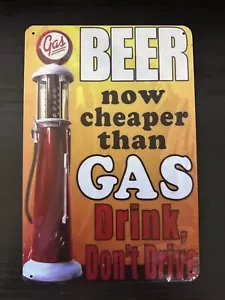 Gas
BEER
now
cheaper
than
GAS
Drink,
Don't Drive